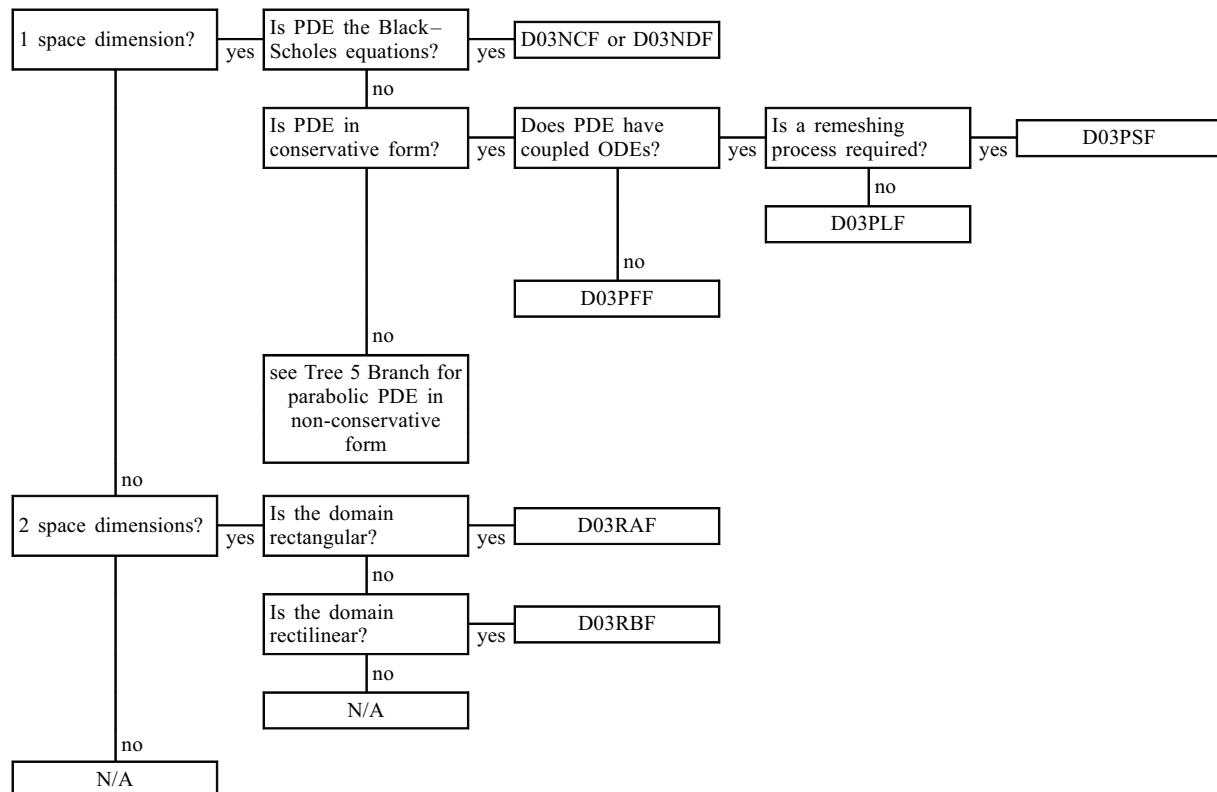 1 space dimension?
yes
Is PDE the Black–
Scholes equations?
yes
D03NCF or D03NDF
no
Is PDE in
conservative form?
yes
Does PDE have
coupled ODEs?
yes
Is a remeshing
process required?
yes
D03PSF
no
D03PLF
no
D03PFF
no
see Tree 5 Branch for
parabolic PDE in
non-conservative
form
no
2 space dimensions?
yes
Is the domain
rectangular?
yes
D03RAF
no
Is the domain
rectilinear?
yes
D03RBF
no
N/A
no
N/A